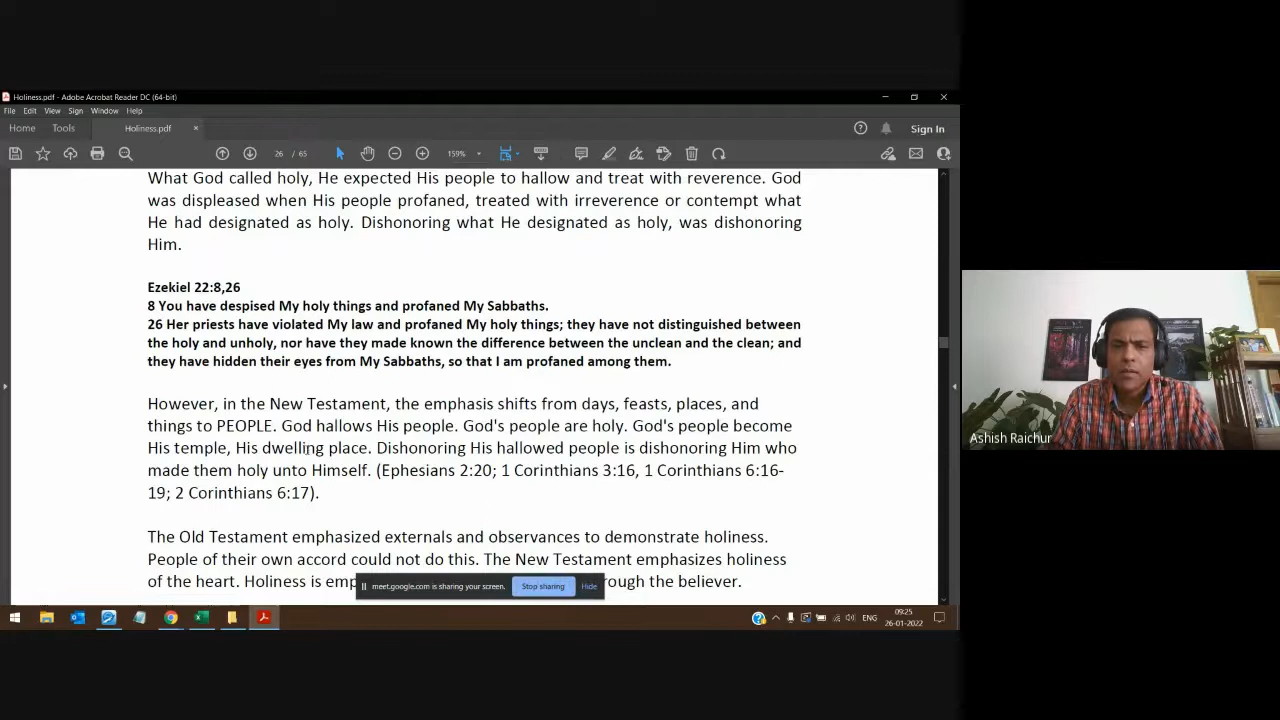 Holiness.pdf - Adobe Acrobat Reader DC (64-bit)
File Edit View Sign Window Help
Home Tools Holiness.pdf × Sign In
26 / 65 159%
What God called holy, He expected His people to hallow and treat with reverence. God
was displeased when His people profaned, treated with irreverence or contempt what
He had designated as holy. Dishonoring what He designated as holy, was dishonoring
Him.
Ezekiel 22:8,26
8 You have despised My holy things and profaned My Sabbaths.
26 Her priests have violated My law and profaned My holy things; they have not distinguished between
the holy and unholy, nor have they made known the difference between the unclean and the clean; and
they have hidden their eyes from My Sabbaths, so that I am profaned among them.
However, in the New Testament, the emphasis shifts from days, feasts, places, and
things to PEOPLE. God hallows His people. God's people are holy. God's people become
His temple, His dwelling place. Dishonoring His hallowed people is dishonoring Him who
made them holy unto Himself. (Ephesians 2:20; 1 Corinthians 3:16, 1 Corinthians 6:16-
19; 2 Corinthians 6:17).
The Old Testament emphasized externals and observances to demonstrate holiness.
People of their own accord could not do this. The New Testament emphasizes holiness
of the heart. Holiness is rough the believer.
meet.google.com is sharing your screen. Stop sharing Hide
ENG
09:25
26-01-2022
Ashish Raichur